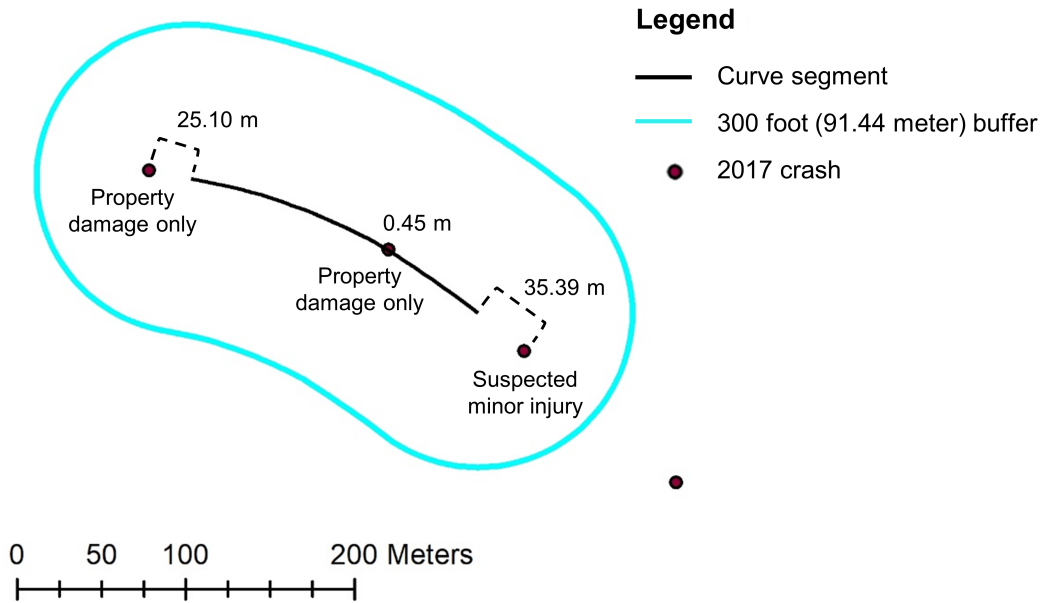 Legend
Curve segment
300 foot (91.44 meter) buffer
2017 crash
25.10 m
Property
damage only
0.45 m
Property
damage only
35.39 m
Suspected
minor injury
0 50 100 200 Meters